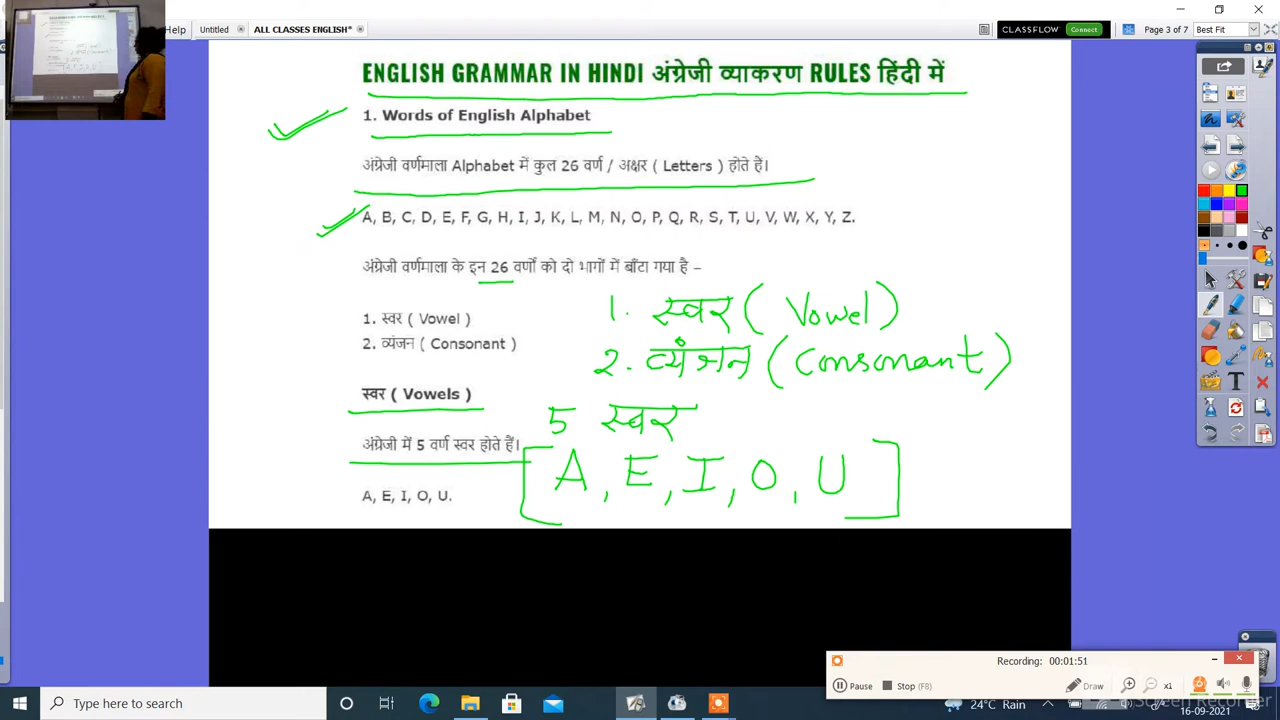 Help Untitled ALL CLASSES ENGLISH* CLASSFLOW Connect Page 3 of 7 Best Fit
ENGLISH GRAMMAR IN HINDI अंग्रेजी व्याकरण RULES हिंदी में
1. Words of English Alphabet
अंग्रेजी वर्णमाला Alphabet में कुल 26 वर्ण / अक्षर ( Letters ) होते हैं।
A, B, C, D, E, F, G, H, I, J, K, L, M, N, O, P, Q, R, S, T, U, V, W, X, Y, Z.
अंग्रेजी वर्णमाला के इन 26 वर्णों को दो भागों में बाँटा गया है –
1. स्वर ( Vowel )
2. व्यंजन ( Consonant )
1. स्वर ( Vowel )
2. व्यंजन ( Consonant )
स्वर ( Vowels )
5 स्वर
अंग्रेजी में 5 वर्ण स्वर होते हैं।
[ A, E, I, O, U ]
A, E, I, O, U.
Recording: 00:01:51
Pause Stop (F8) Draw x1
Screen Recorder
Type here to search
24°C Rain
16-09-2021